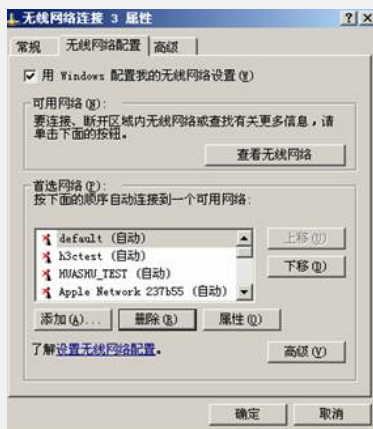 无线网络连接 3 属性
常规 无线网络配置 高级
用 Windows 配置我的无线网络设置(W)
可用网络(N):
要连接、断开区域内无线网络或查找有关更多信息，请
单击下面的按钮。
查看无线网络
首选网络(P):
按下面的顺序自动连接到一个可用网络:
default (自动)
上移(U)
h3ctest (自动)
HUASHU_TEST (自动)
下移(D)
Apple Network 237b55 (自动)
添加(A)... 删除(R) 属性(O)
了解设置无线网络配置。
高级(V)
确定 取消